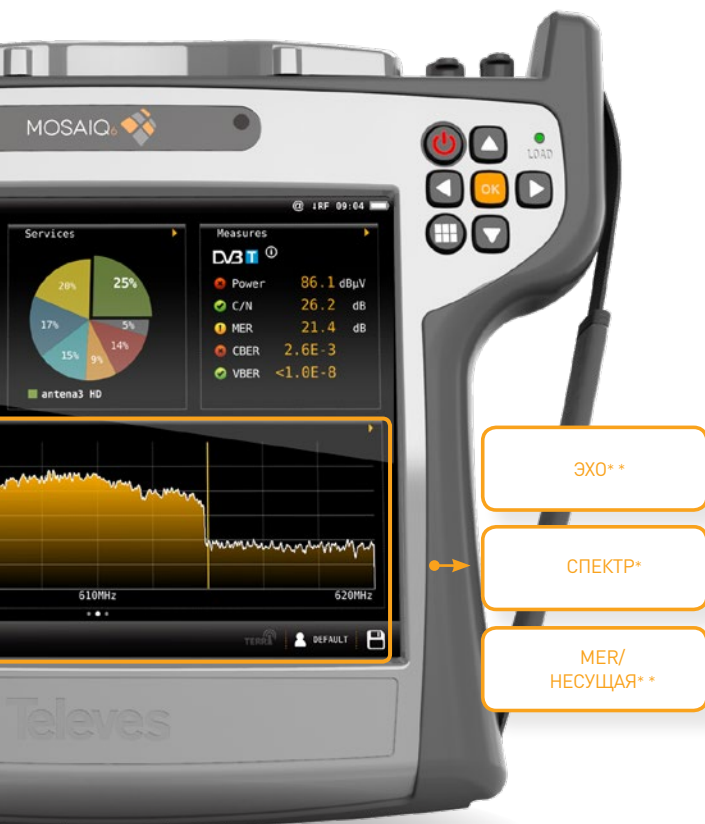 MOSAIQ6
LOAD
OK
@ ↓RF 09:04
Services
20%
25%
17%
5%
15%
9%
14%
antena3 HD
Measures
DVB T
Power 86.1 dBµV
C/N 26.2 dB
MER 21.4 dB
CBER 2.6E-3
VBER <1.0E-8
610MHz
620MHz
TERRA
DEFAULT
Televes
ЭХО* *
СПЕКТР*
MER/
НЕСУЩАЯ* *